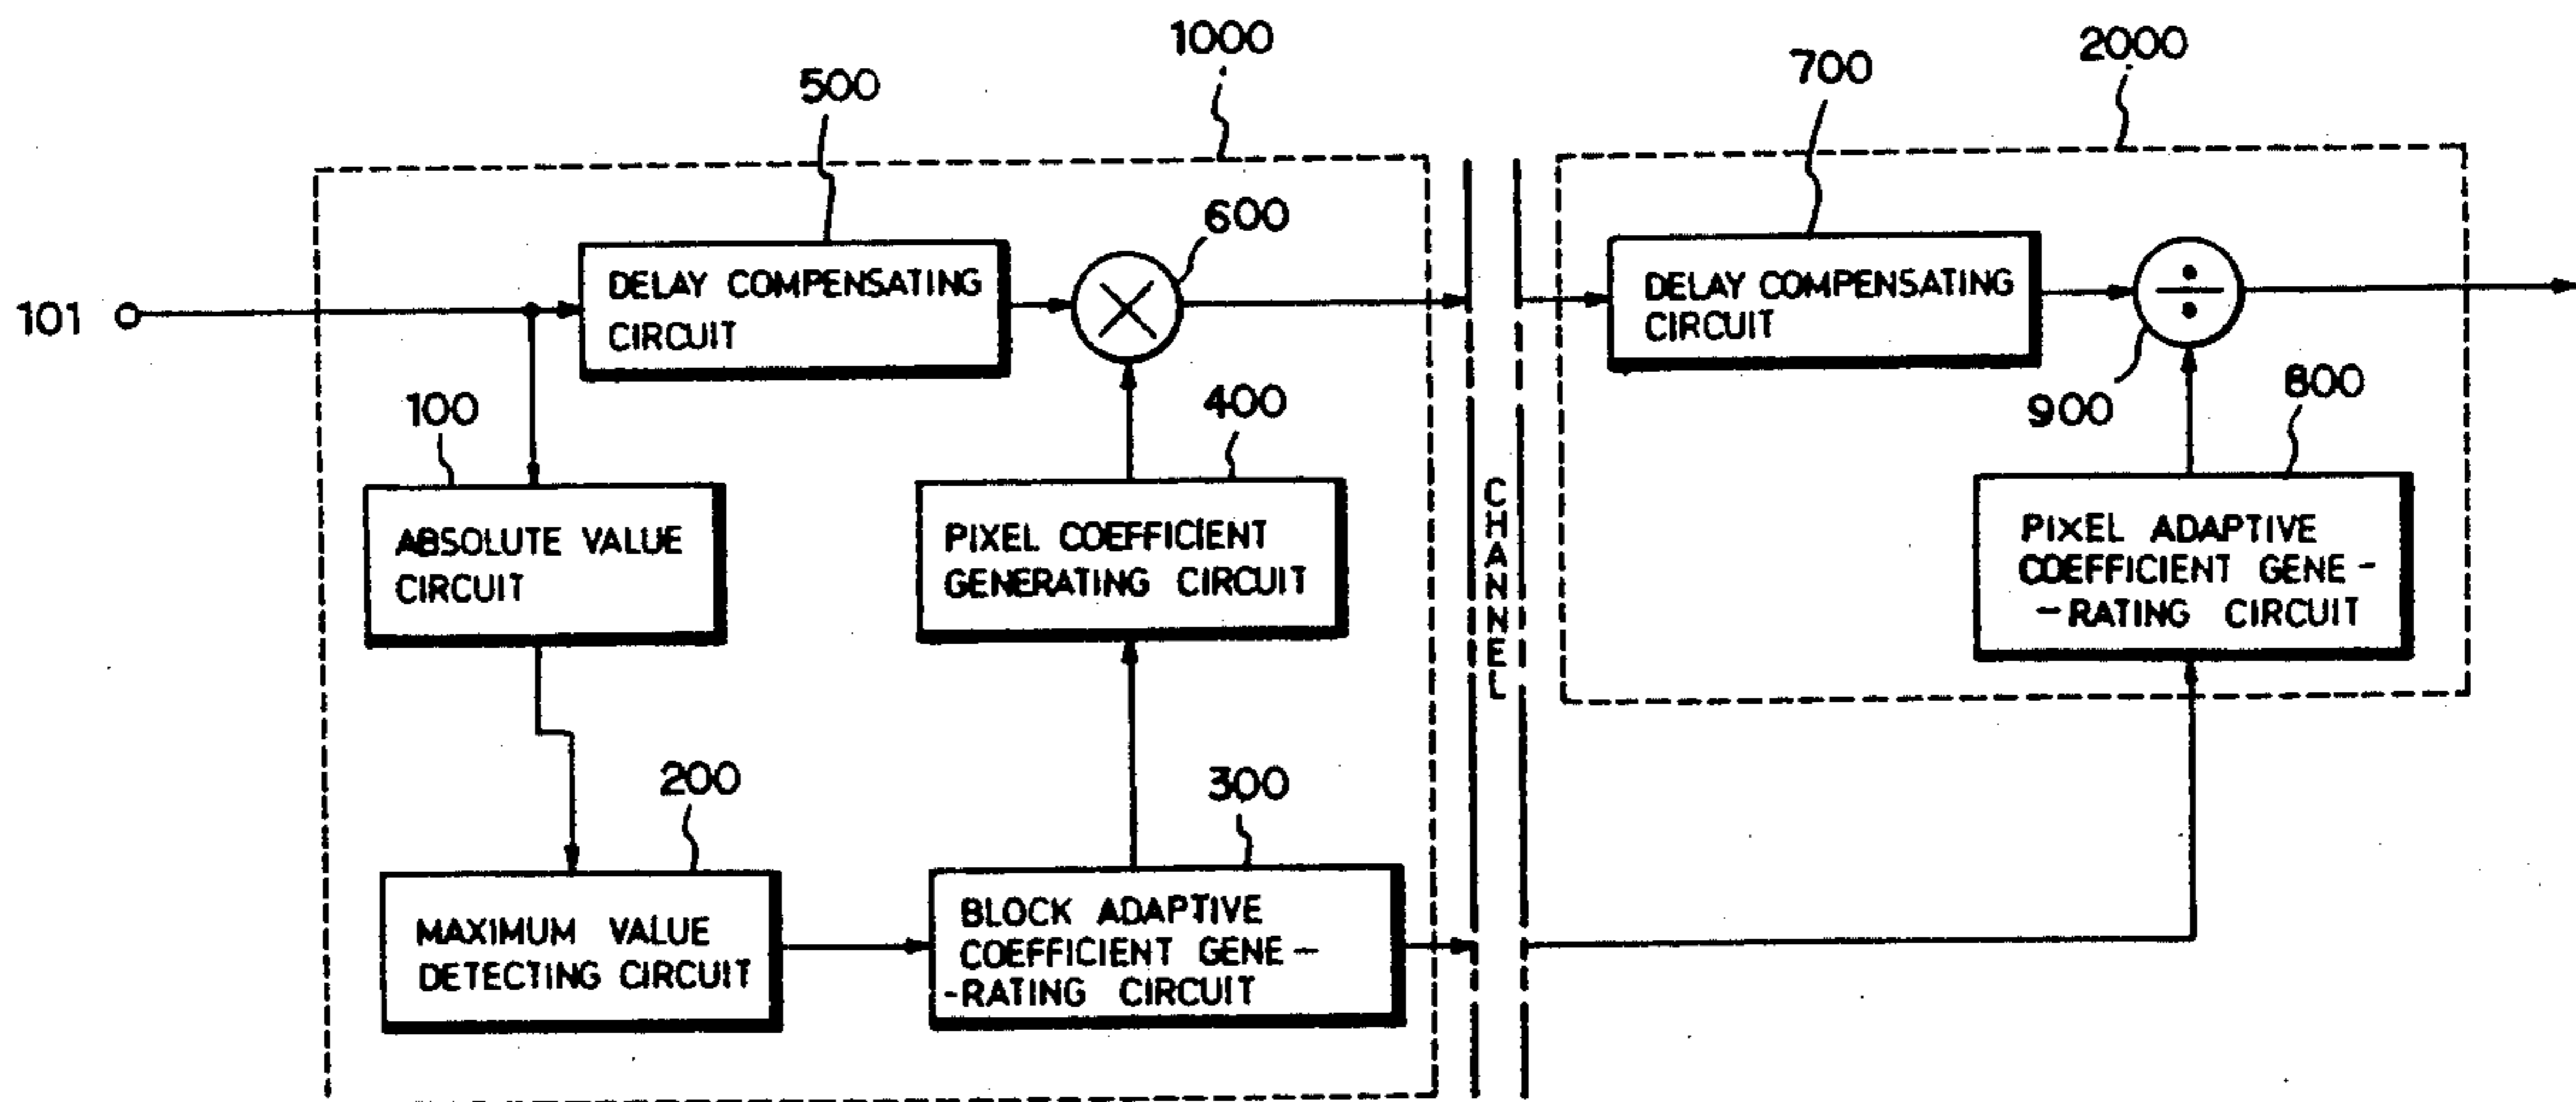 1000
2000
500
700
600
101
DELAY COMPENSATING
CIRCUIT
DELAY COMPENSATING
CIRCUIT
900
800
100
400
ABSOLUTE VALUE
CIRCUIT
PIXEL COEFFICIENT
GENERATING CIRCUIT
CHANNEL
PIXEL ADAPTIVE
COEFFICIENT GENE-
-RATING CIRCUIT
200
300
MAXIMUM VALUE
DETECTING CIRCUIT
BLOCK ADAPTIVE
COEFFICIENT GENE-
-RATING CIRCUIT